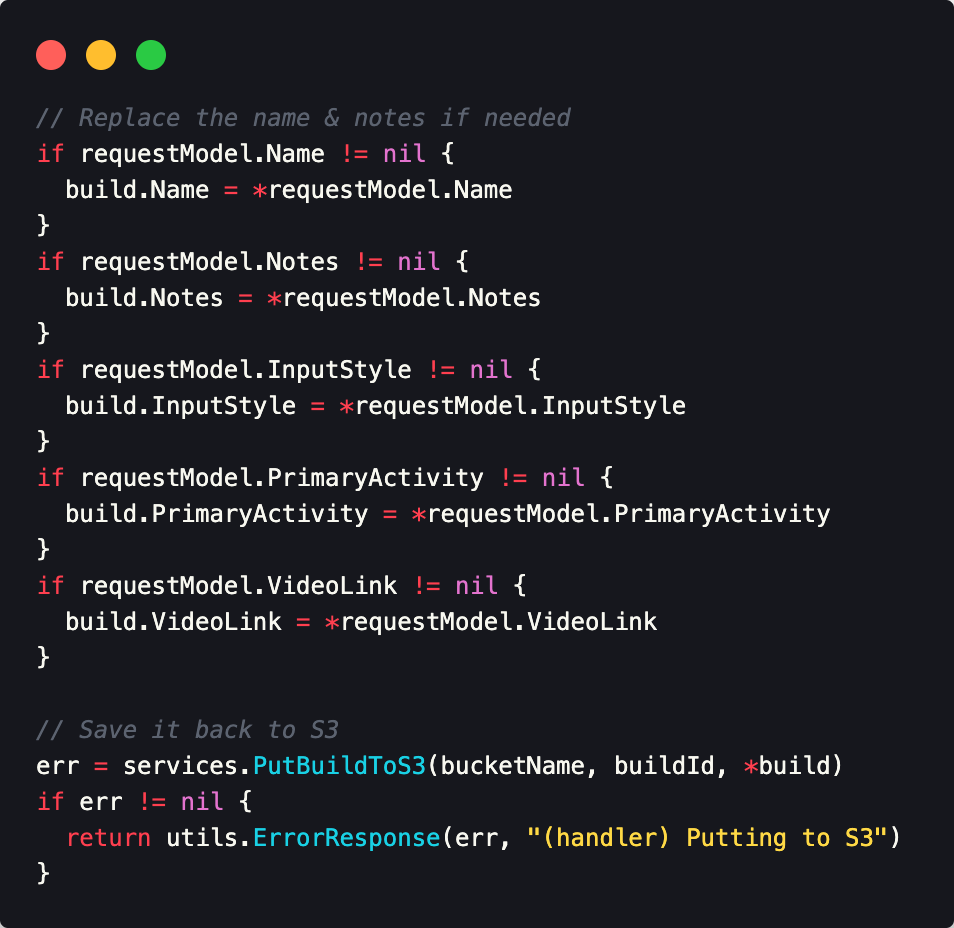 // Replace the name & notes if needed
if requestModel.Name != nil {
  build.Name = *requestModel.Name
}
if requestModel.Notes != nil {
  build.Notes = *requestModel.Notes
}
if requestModel.InputStyle != nil {
  build.InputStyle = *requestModel.InputStyle
}
if requestModel.PrimaryActivity != nil {
  build.PrimaryActivity = *requestModel.PrimaryActivity
}
if requestModel.VideoLink != nil {
  build.VideoLink = *requestModel.VideoLink
}

// Save it back to S3
err = services.PutBuildToS3(bucketName, buildId, *build)
if err != nil {
  return utils.ErrorResponse(err, "(handler) Putting to S3")
}